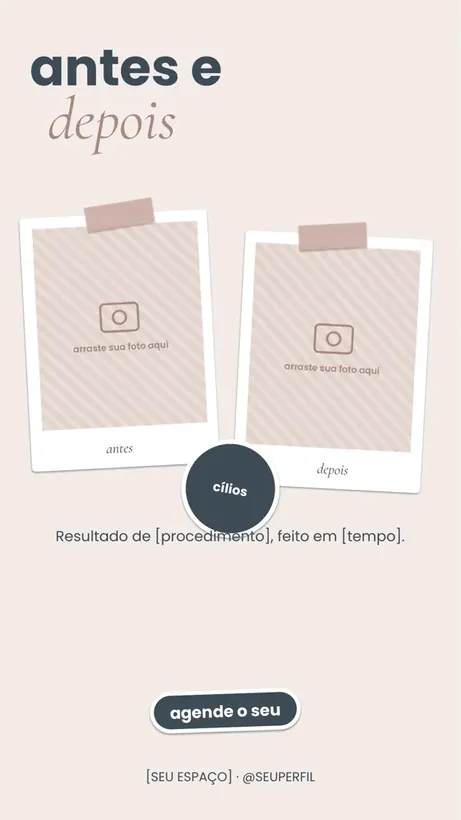 antes e
depois
arraste sua foto aqui
arraste sua foto aqui
antes
depois
cílios
Resultado de [procedimento], feito em [tempo].
agende o seu
[SEU ESPAÇO] · @SEUPERFIL